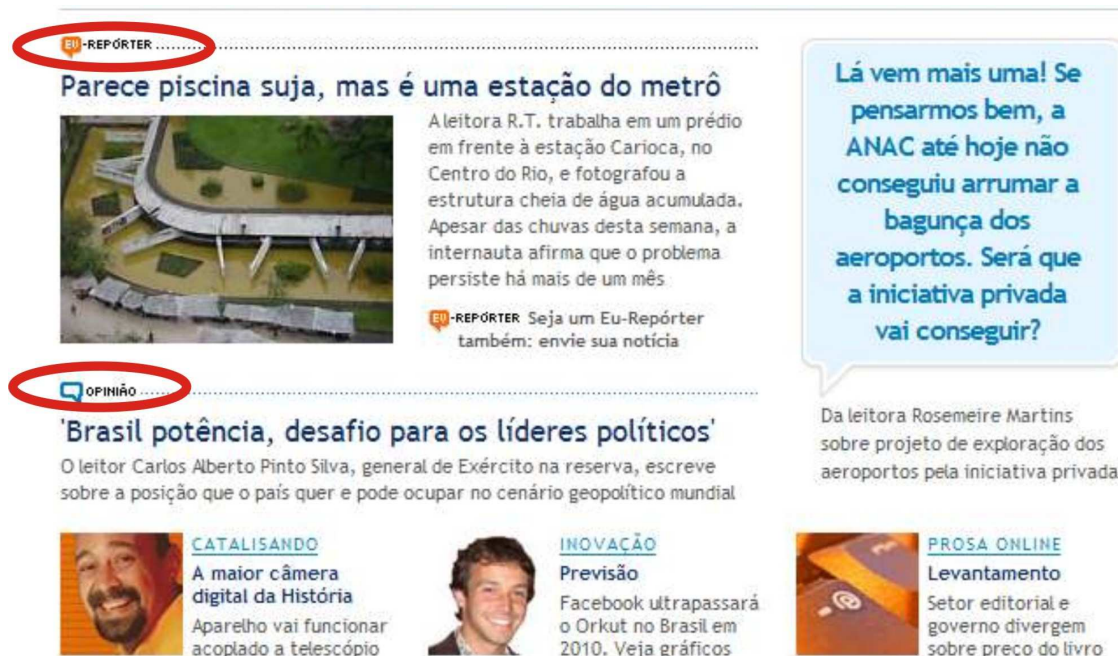 EU-REPÓRTER
Parece piscina suja, mas é uma estação do metrô
A leitora R.T. trabalha em um prédio
em frente à estação Carioca, no
Centro do Rio, e fotografou a
estrutura cheia de água acumulada.
Apesar das chuvas desta semana, a
internauta afirma que o problema
persiste há mais de um mês
EU-REPÓRTER Seja um Eu-Repórter
também: envie sua notícia
OPINIÃO
'Brasil potência, desafio para os líderes políticos'
O leitor Carlos Alberto Pinto Silva, general de Exército na reserva, escreve
sobre a posição que o país quer e pode ocupar no cenário geopolítico mundial
Lá vem mais uma! Se
pensarmos bem, a
ANAC até hoje não
conseguiu arrumar a
bagunça dos
aeroportos. Será que
a iniciativa privada
vai conseguir?
Da leitora Rosemeire Martins
sobre projeto de exploração dos
aeroportos pela iniciativa privada
CATALISANDO
A maior câmera
digital da História
Aparelho vai funcionar
acoplado a telescópio
INOVAÇÃO
Previsão
Facebook ultrapassará
o Orkut no Brasil em
2010. Veja gráficos
@
PROSA ONLINE
Levantamento
Setor editorial e
governo divergem
sobre preço do livro